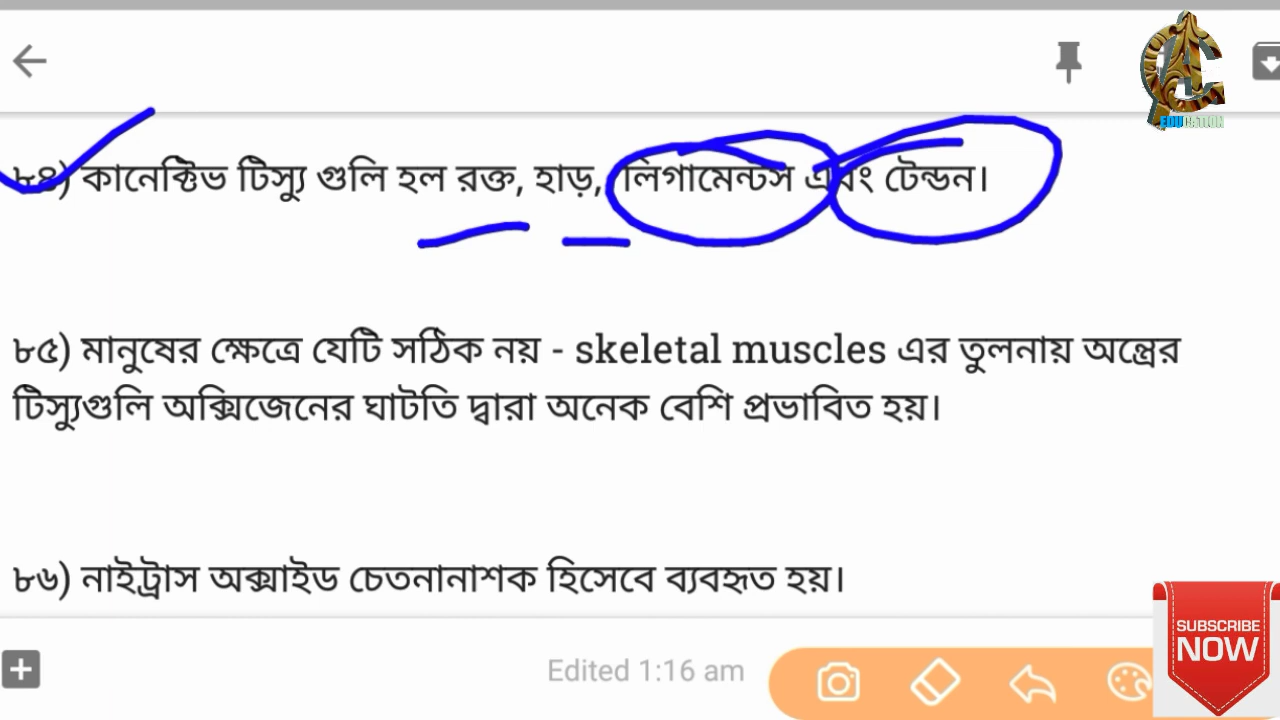 ৮৪) কানেক্টিভ টিস্যু গুলি হল রক্ত, হাড়, লিগামেন্টস এবং টেন্ডন।
৮৫) মানুষের ক্ষেত্রে যেটি সঠিক নয় - skeletal muscles এর তুলনায় অন্ত্রের
টিস্যুগুলি অক্সিজেনের ঘাটতি দ্বারা অনেক বেশি প্রভাবিত হয়।
৮৬) নাইট্রাস অক্সাইড চেতনানাশক হিসেবে ব্যবহৃত হয়।
Edited 1:16 am
EDUCATION
SUBSCRIBE
NOW